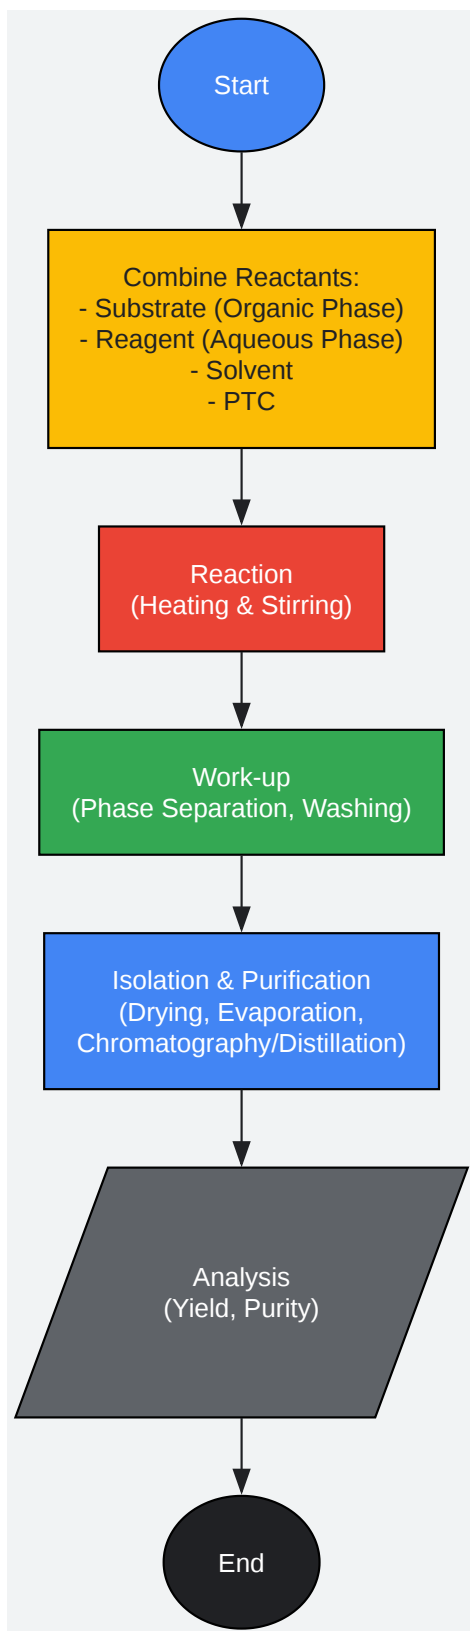 Start
Combine Reactants:
- Substrate (Organic Phase)
- Reagent (Aqueous Phase)
- Solvent
- PTC
Reaction
(Heating & Stirring)
Work-up
(Phase Separation, Washing)
Isolation & Purification
(Drying, Evaporation,
Chromatography/Distillation)
Analysis
(Yield, Purity)
End